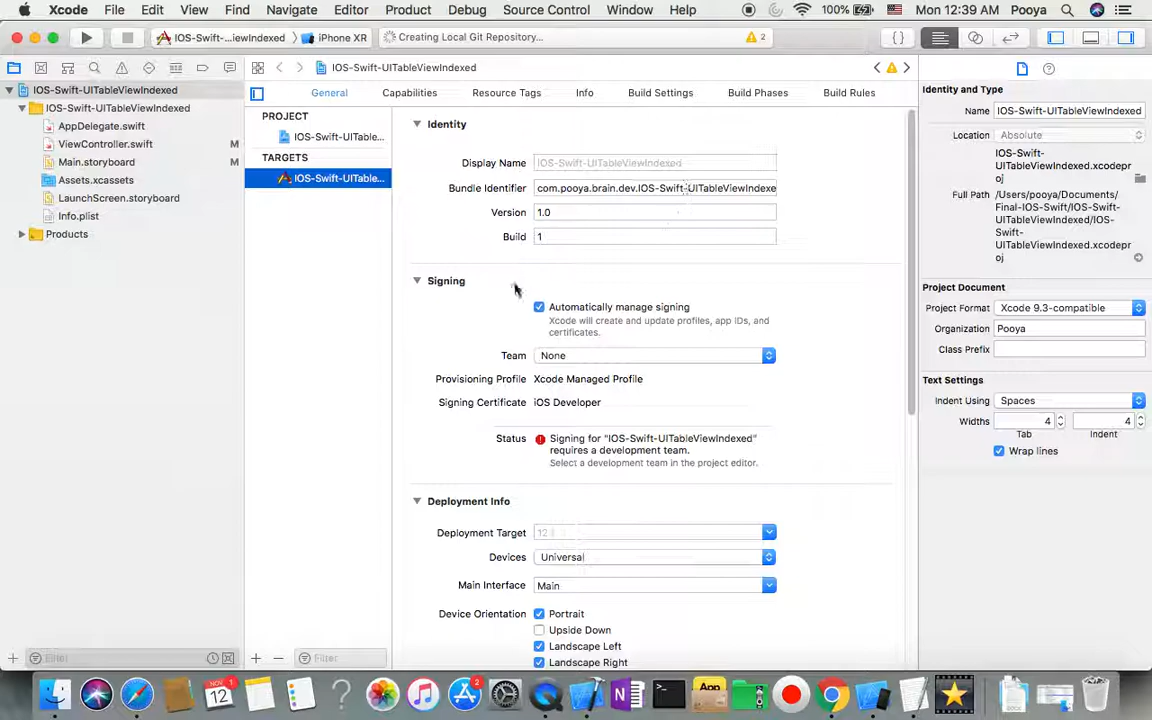 Xcode File Edit View Find Navigate Editor Product Debug Source Control Window Help 100% Mon 12:39 AM Pooya
IOS-Swift-...iewIndexed iPhone XR Creating Local Git Repository... 2
IOS-Swift-UITableViewIndexed
General Capabilities Resource Tags Info Build Settings Build Phases Build Rules
IOS-Swift-UITableViewIndexed
IOS-Swift-UITableViewIndexed
AppDelegate.swift
ViewController.swift M
Main.storyboard M
Assets.xcassets
LaunchScreen.storyboard
Info.plist
Products
Filter
PROJECT
IOS-Swift-UITable...
TARGETS
IOS-Swift-UITable...
Filter
Identity
Display Name IOS-Swift-UITableViewIndexed
Bundle Identifier com.pooya.brain.dev.IOS-Swift-UITableViewIndexe
Version 1.0
Build 1
Signing
Automatically manage signing
Xcode will create and update profiles, app IDs, and
certificates.
Team None
Provisioning Profile Xcode Managed Profile
Signing Certificate iOS Developer
Status Signing for "IOS-Swift-UITableViewIndexed"
requires a development team.
Select a development team in the project editor.
Deployment Info
Deployment Target
Devices Universal
Main Interface Main
Device Orientation Portrait
Upside Down
Landscape Left
Landscape Right
Identity and Type
Name IOS-Swift-UITableViewIndexed
Location Absolute
IOS-Swift-
UITableViewIndexed.xcodepr
oj
Full Path /Users/pooya/Documents/
Final-IOS-Swift/IOS-Swift-
UITableViewIndexed/IOS-
Swift-
UITableViewIndexed.xcodepr
oj
Project Document
Project Format Xcode 9.3-compatible
Organization Pooya
Class Prefix
Text Settings
Indent Using Spaces
Widths 4 4
Tab Indent
Wrap lines
NOV 1
12
2
App